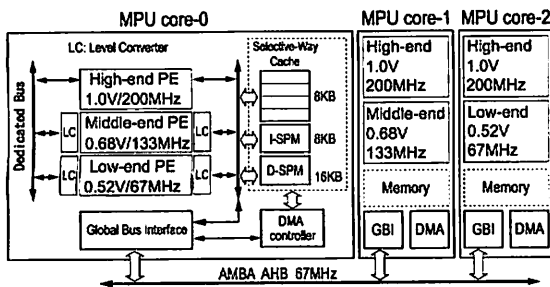 MPU core-0
LC: Level Converter
Selective-Way
Cache
Dedicated Bus
High-end PE
1.0V/200MHz
LC
Middle-end PE
0.68V/133MHz
LC
LC
Low-end PE
0.52V/67MHz
LC
8KB
I-SPM
8KB
D-SPM
16KB
Global Bus Interface
DMA
controller
MPU core-1
High-end
1.0V
200MHz
Middle-end
0.68V
133MHz
Memory
GBI
DMA
MPU core-2
High-end
1.0V
200MHz
Low-end
0.52V
67MHz
Memory
GBI
DMA
AMBA AHB 67MHz